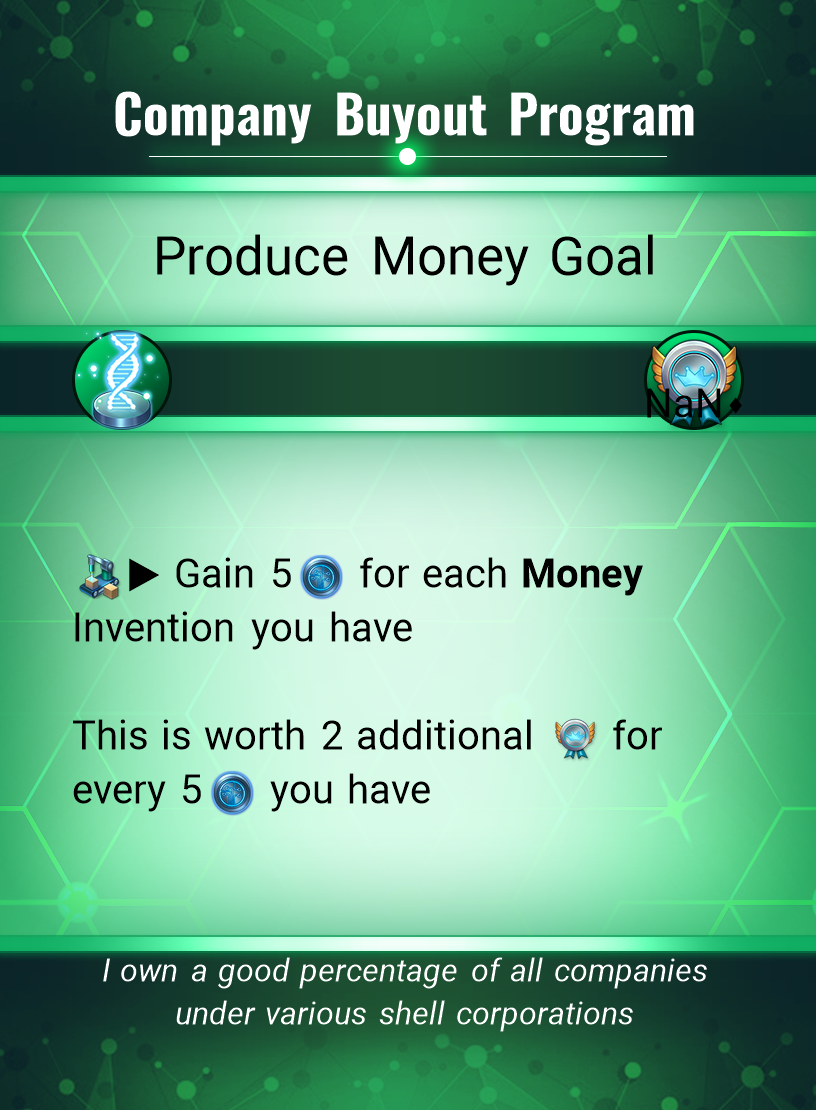 Company Buyout Program
Produce Money Goal
NaN♦
▶ Gain 5 for each Money
Invention you have
This is worth 2 additional for
every 5 you have
I own a good percentage of all companies
under various shell corporations